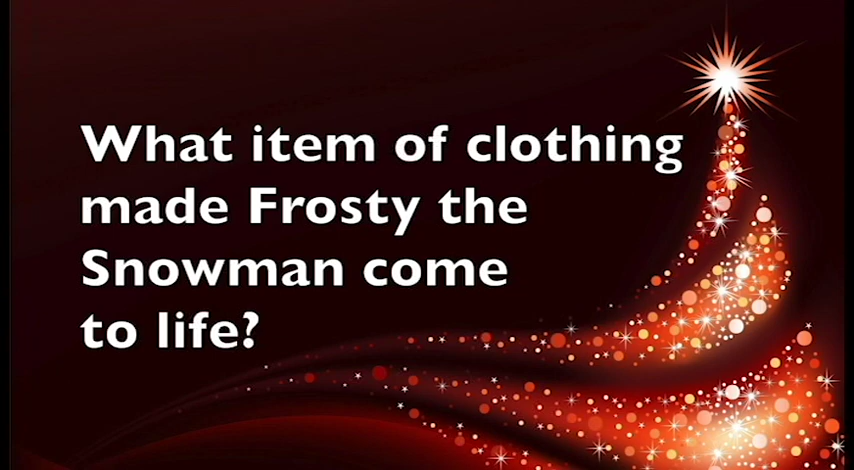 What item of clothing
made Frosty the
Snowman come
to life?